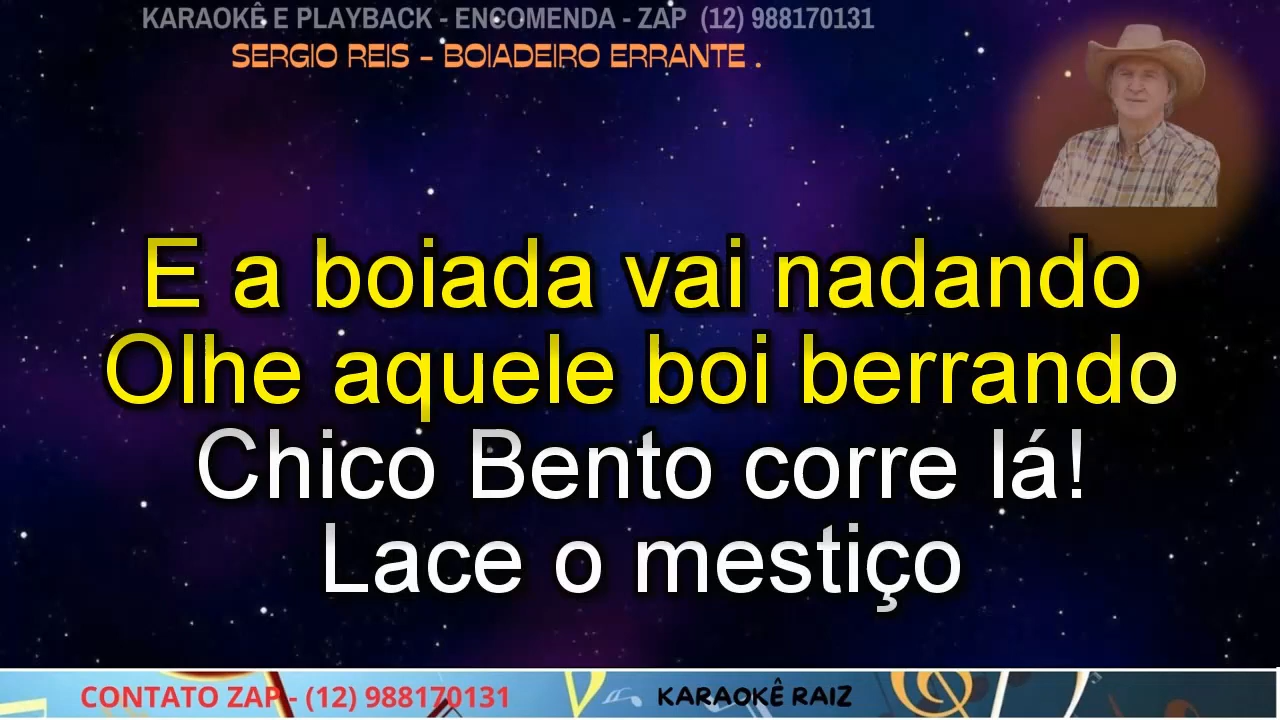 KARAOKÊ E PLAYBACK - ENCOMENDA - ZAP (12) 988170131
SERGIO REIS - BOIADEIRO ERRANTE .
E a boiada vai nadando
Olhe aquele boi berrando
Chico Bento corre lá!
Lace o mestiço
CONTATO ZAP - (12) 988170131
KARAOKÊ RAIZ